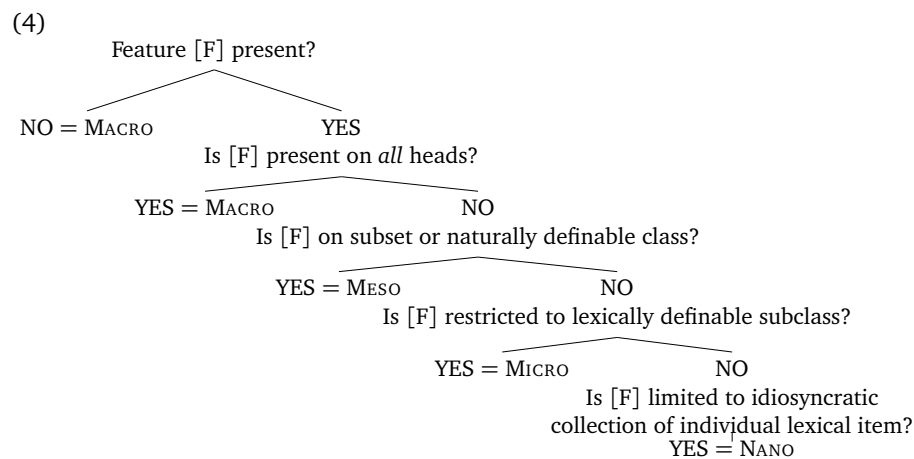 (4)
Feature [F] present?
NO = MACRO YES
Is [F] present on all heads?
YES = MACRO NO
Is [F] on subset or naturally definable class?
YES = MESO NO
Is [F] restricted to lexically definable subclass?
YES = MICRO NO
Is [F] limited to idiosyncratic
collection of individual lexical item?
YES = NANO